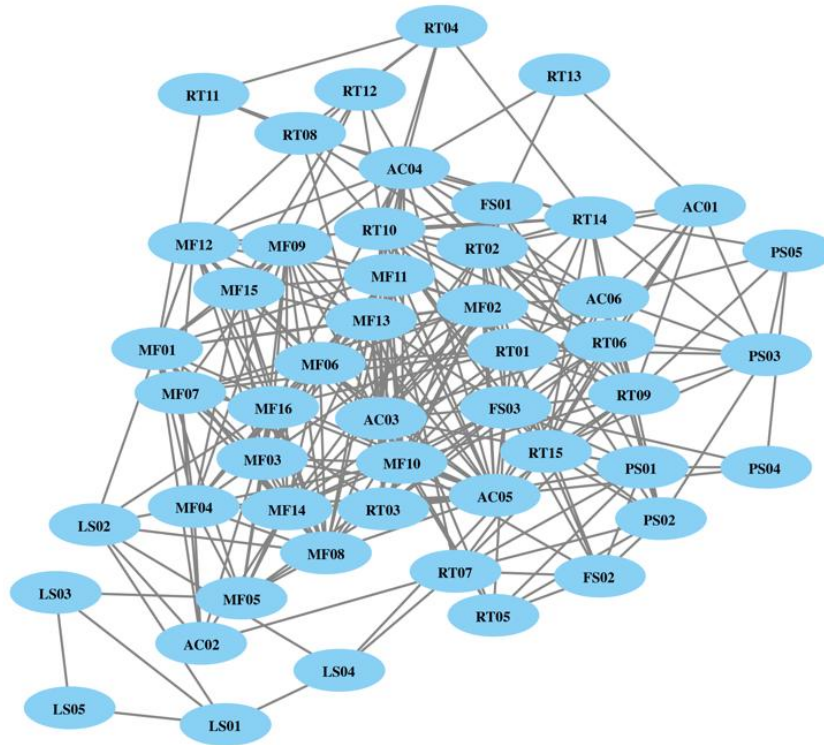 RT04
RT13
RT12
RT11
RT08
AC04
FS01
AC01
RT14
RT10
MF12
MF09
RT02
PS05
MF11
MF15
AC06
MF02
MF13
RT06
MF01
RT01
PS03
MF06
MF07
RT09
MF16
FS03
AC03
RT15
MF03
MF10
PS01
PS04
AC05
MF04
MF14
RT03
PS02
LS02
MF08
RT07
FS02
LS03
MF05
RT05
AC02
LS04
LS05
LS01